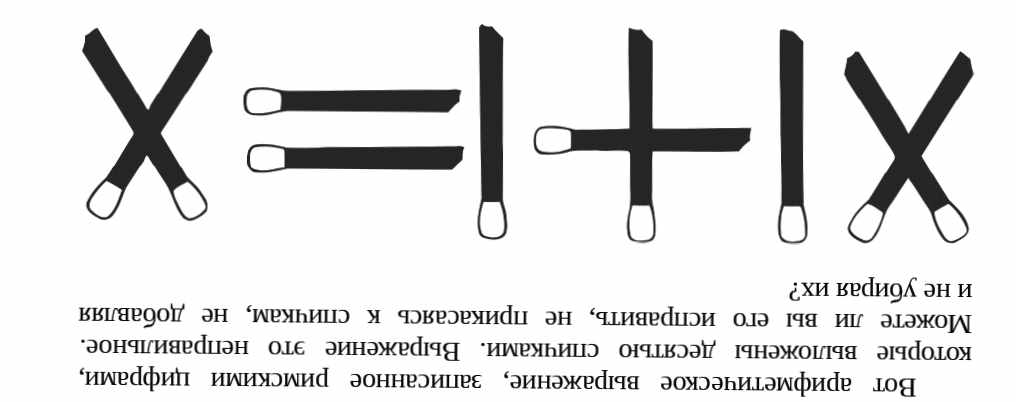 Вот арифметическое выражение, записанное римскими цифрами,
которые выложены десятью спичками. Выражение это неправильное.
Можете ли вы его исправить, не прикасаясь к спичкам, не добавляя
и не убирая их?
XI+I=X